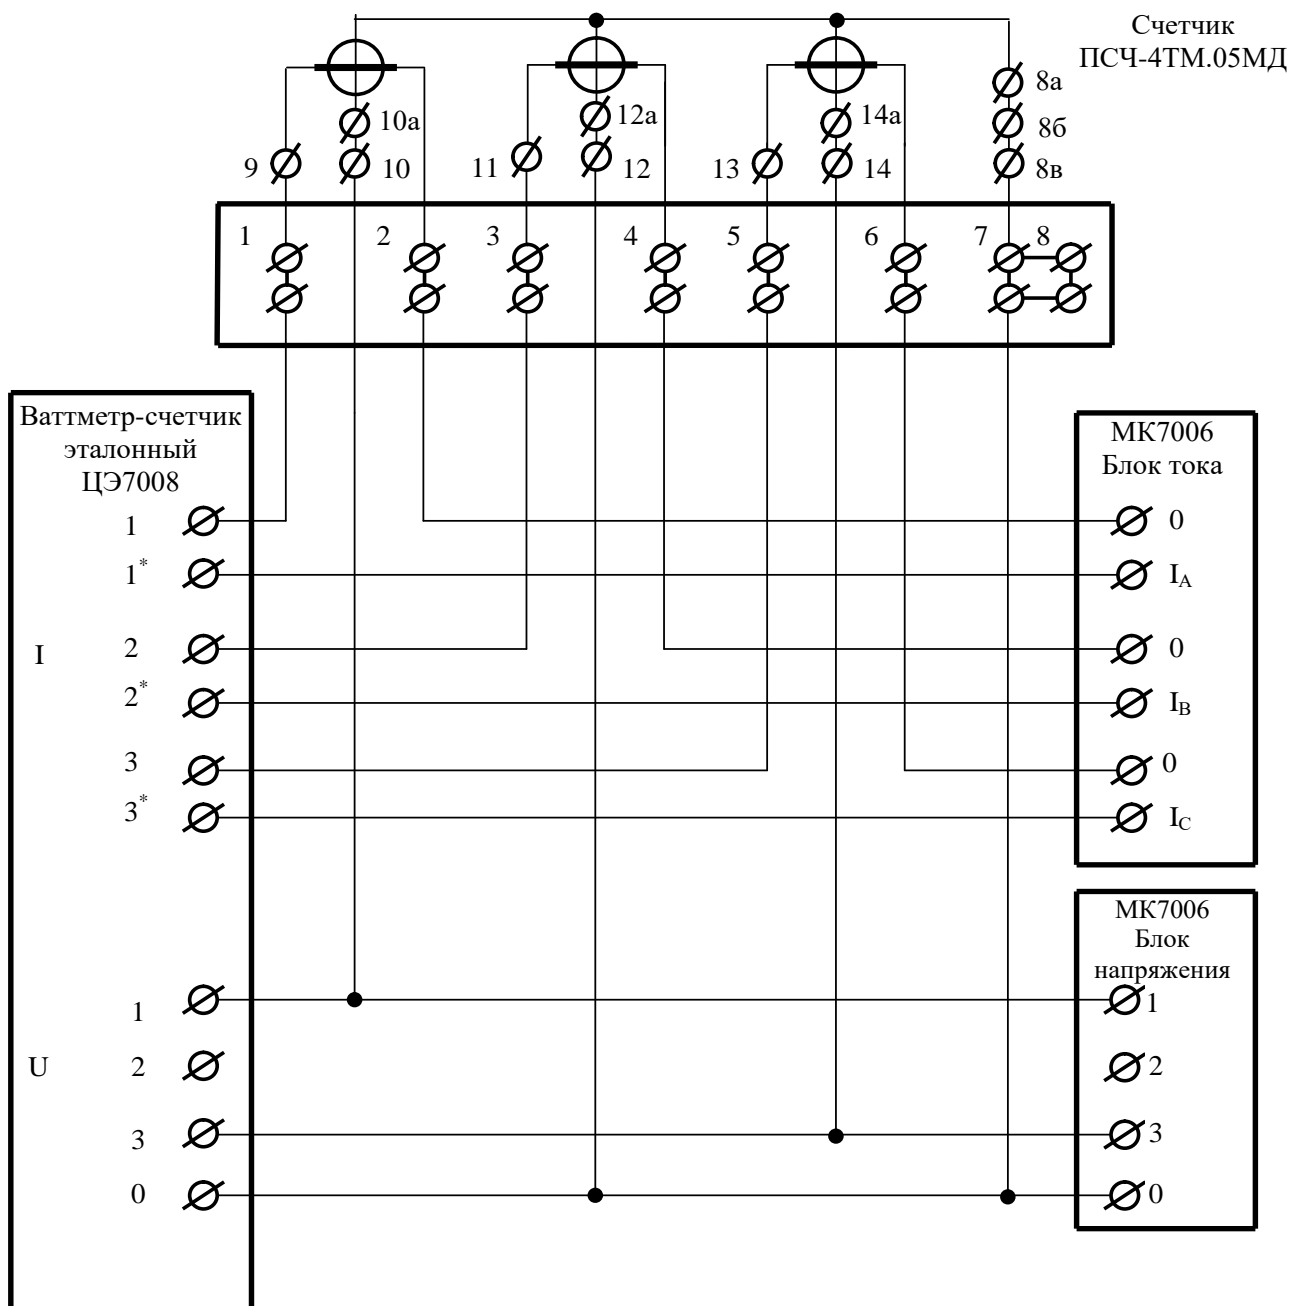 Счетчик
ПСЧ-4ТМ.05МД
8а
10а
12а
14а
8б
9
10
11
12
13
14
8в
1
2
3
4
5
6
7
8
Ваттметр-счетчик
эталонный
ЦЭ7008
МК7006
Блок тока
1
0
1*
IA
I
2
0
2*
IB
3
0
3*
IC
МК7006
Блок
напряжения
1
1
U
2
2
3
3
0
0